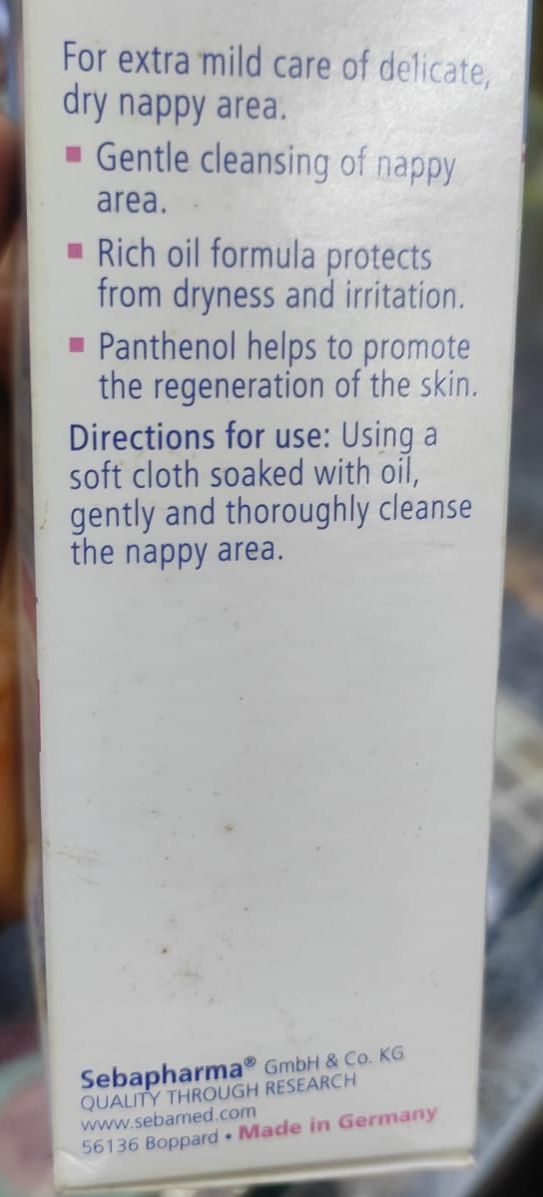 For extra mild care of delicate,
dry nappy area.
▪ Gentle cleansing of nappy
area.
▪ Rich oil formula protects
from dryness and irritation.
▪ Panthenol helps to promote
the regeneration of the skin.
Directions for use: Using a
soft cloth soaked with oil,
gently and thoroughly cleanse
the nappy area.
Sebapharma® GmbH & Co. KG
QUALITY THROUGH RESEARCH
www.sebamed.com
56136 Boppard • Made in Germany